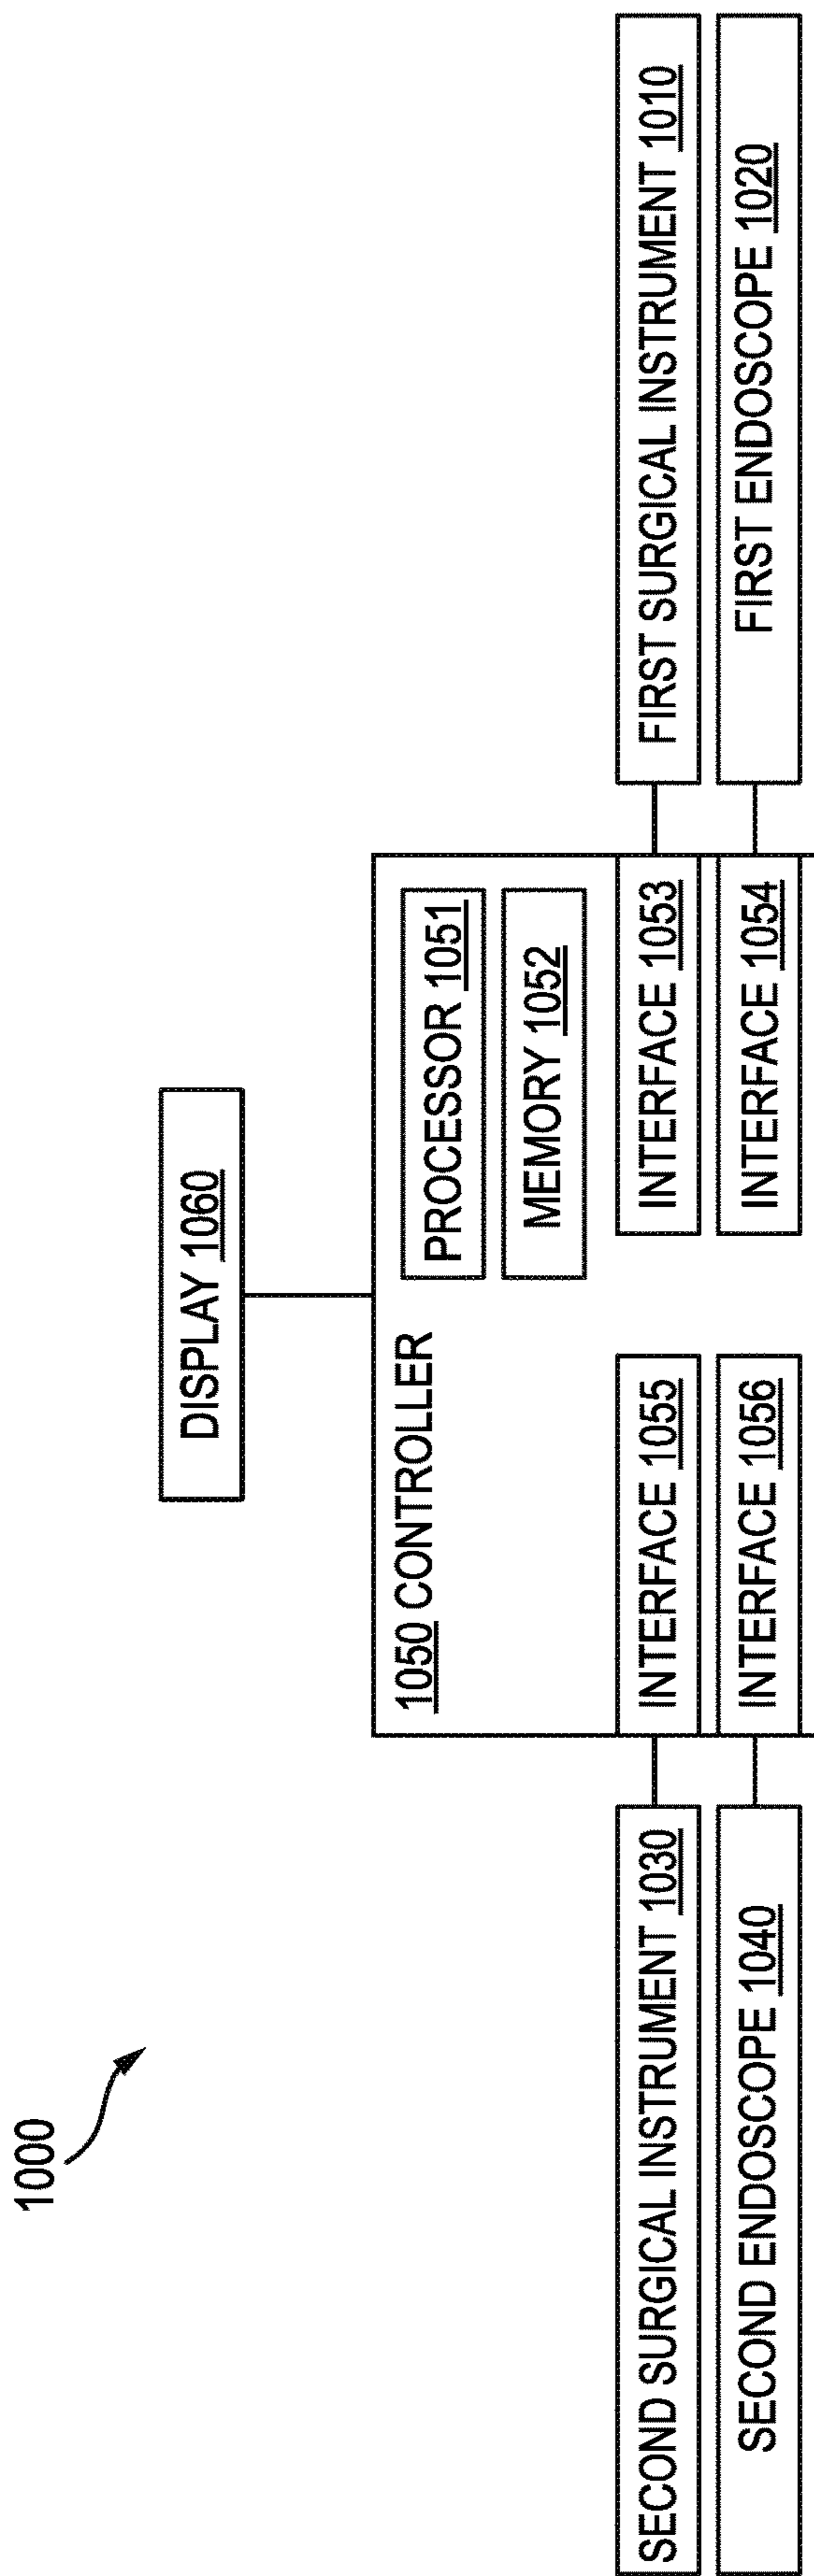 1000
DISPLAY 1060
1050 CONTROLLER
PROCESSOR 1051
MEMORY 1052
SECOND SURGICAL INSTRUMENT 1030
INTERFACE 1055
INTERFACE 1053
FIRST SURGICAL INSTRUMENT 1010
SECOND ENDOSCOPE 1040
INTERFACE 1056
INTERFACE 1054
FIRST ENDOSCOPE 1020